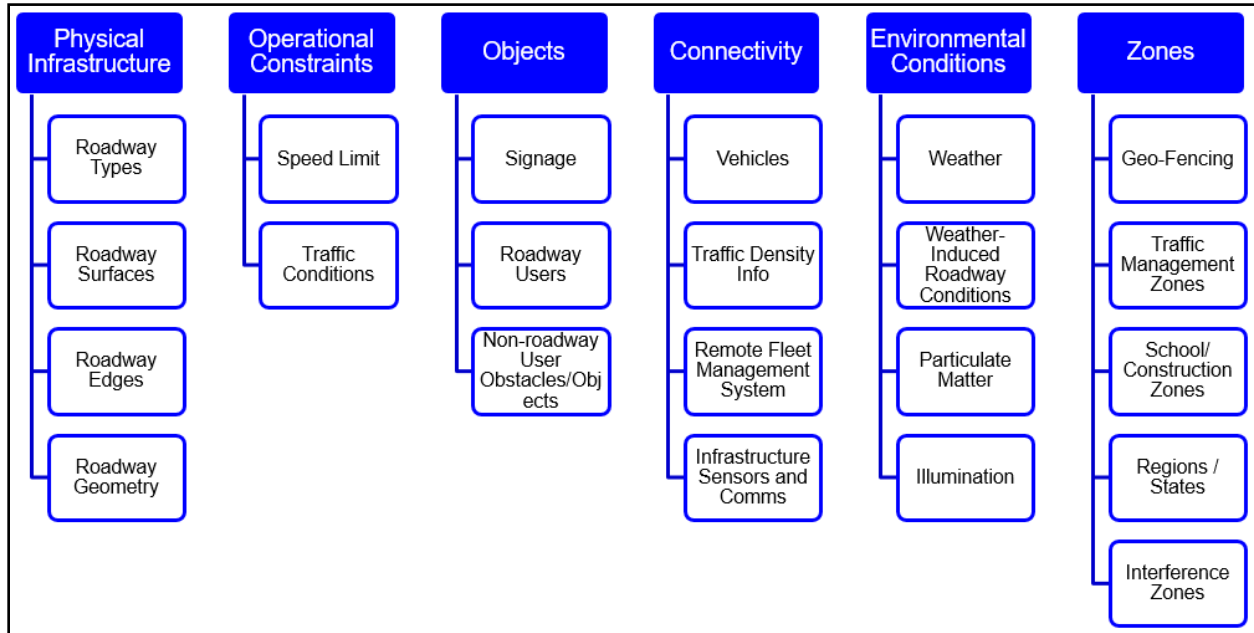 Physical
Infrastructure
Roadway
Types
Roadway
Surfaces
Roadway
Edges
Roadway
Geometry
Operational
Constraints
Speed Limit
Traffic
Conditions
Objects
Signage
Roadway
Users
Non-roadway
User
Obstacles/Obj
ects
Connectivity
Vehicles
Traffic Density
Info
Remote Fleet
Management
System
Infrastructure
Sensors and
Comms
Environmental
Conditions
Weather
Weather-
Induced
Roadway
Conditions
Particulate
Matter
Illumination
Zones
Geo-Fencing
Traffic
Management
Zones
School/
Construction
Zones
Regions /
States
Interference
Zones